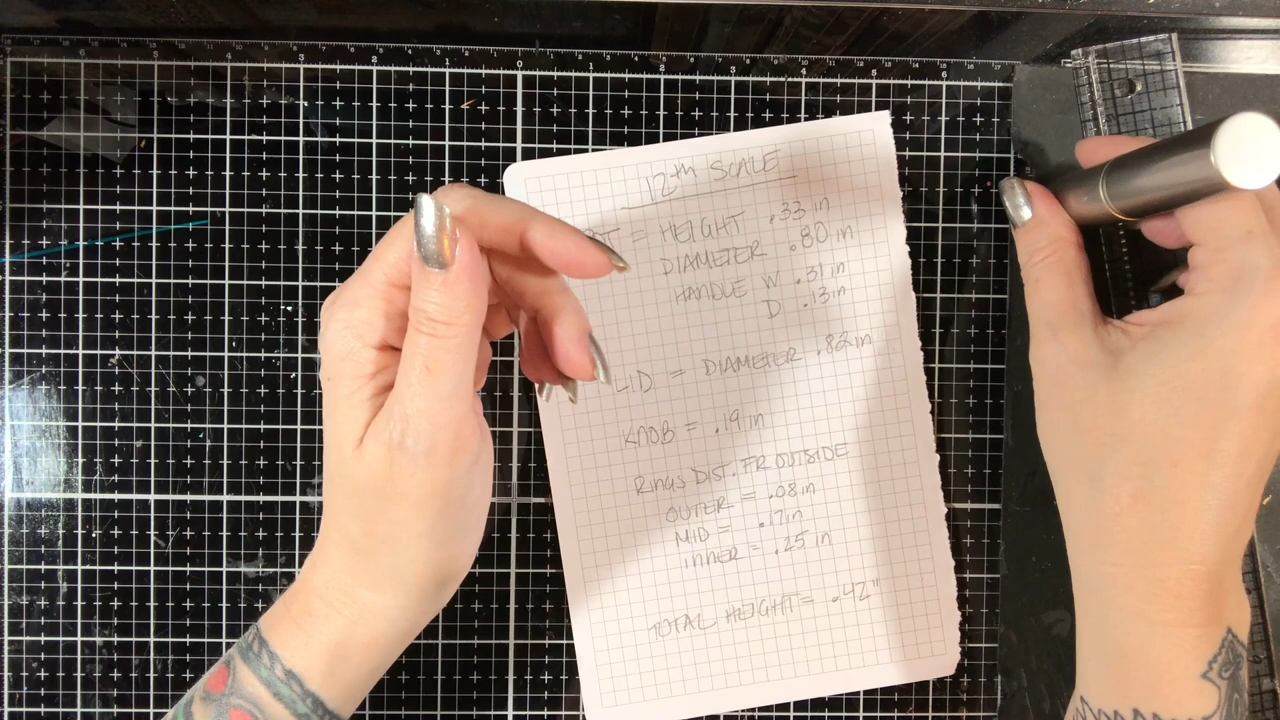 12TH SCALE
= HEIGHT .33 in
DIAMETER .80 in
HANDLE W .31 in
D .13 in
LID = DIAMETER .82 in
KNOB = .19 in
RINGS DIST. FR OUTSIDE
OUTER = .08 in
MID = .17 in
INNER = .25 in
TOTAL HEIGHT = .42"